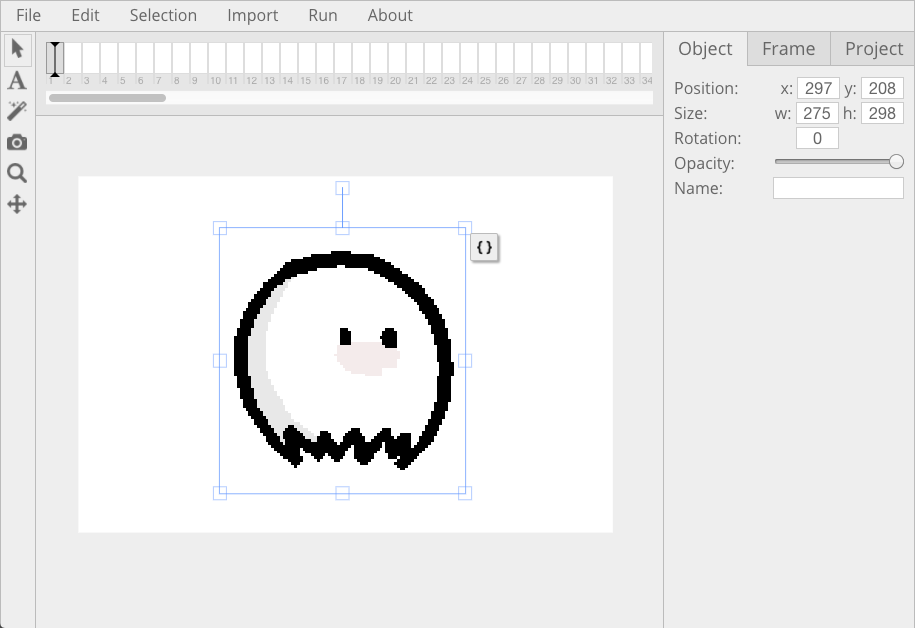 File Edit Selection Import Run About
A
1 2 3 4 5 6 7 8 9 10 11 12 13 14 15 16 17 18 19 20 21 22 23 24 25 26 27 28 29 30 31 32 33 34
Object Frame Project
Position: x: 297 y: 208
Size: w: 275 h: 298
Rotation: 0
Opacity:
Name:
{}